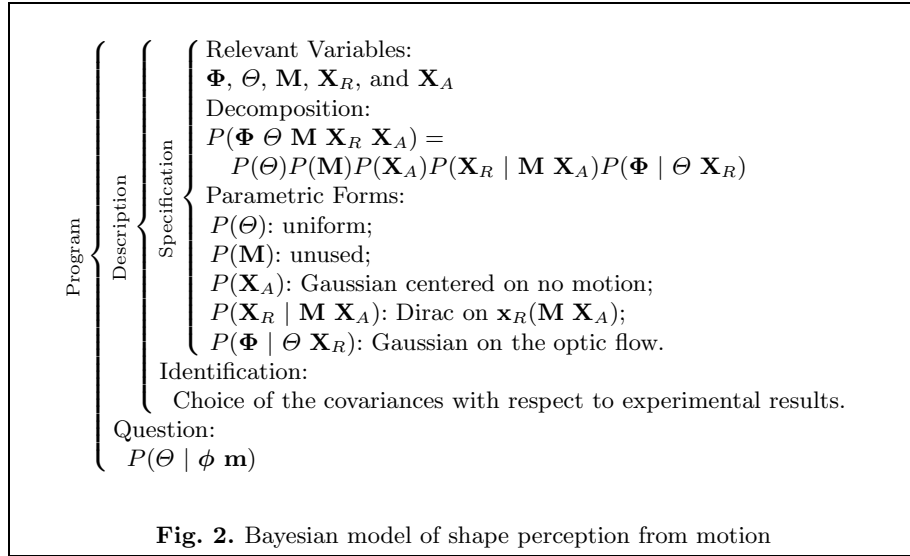 Program
Description
Specification
Relevant Variables:
Φ, Θ, M, X_R, and X_A
Decomposition:
P(Φ Θ M X_R X_A) =
P(Θ)P(M)P(X_A)P(X_R | M X_A)P(Φ | Θ X_R)
Parametric Forms:
P(Θ): uniform;
P(M): unused;
P(X_A): Gaussian centered on no motion;
P(X_R | M X_A): Dirac on x_R(M X_A);
P(Φ | Θ X_R): Gaussian on the optic flow.
Identification:
Choice of the covariances with respect to experimental results.
Question:
P(Θ | ϕ m)
Fig. 2. Bayesian model of shape perception from motion